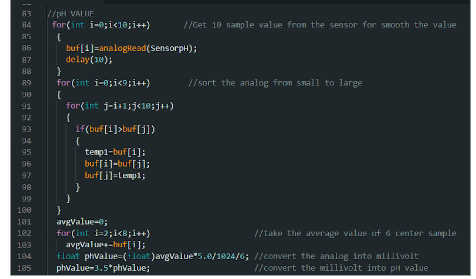 83 //pH VALUE
84 for(int i=0;i<10;i++) //Get 10 sample value from the sensor for smooth the value
85 {
86 buf[i]=analogRead(SensorpH);
87 delay(10);
88 }
89 for(int i=0;i<9;i++) //sort the analog from small to large
90 {
91 for(int j=i+1;j<10;j++)
92 {
93 if(buf[i]>buf[j])
94 {
95 temp1=buf[i];
96 buf[i]=buf[j];
97 buf[j]=temp1;
98 }
99 }
100 }
101 avgValue=0;
102 for(int i=2;i<8;i++) //take the average value of 6 center sample
103 avgValue+=buf[i];
104 float phValue=(float)avgValue*5.0/1024/6; //convert the analog into millivolt
105 phValue=3.5*phValue; //convert the millivolt into pH value